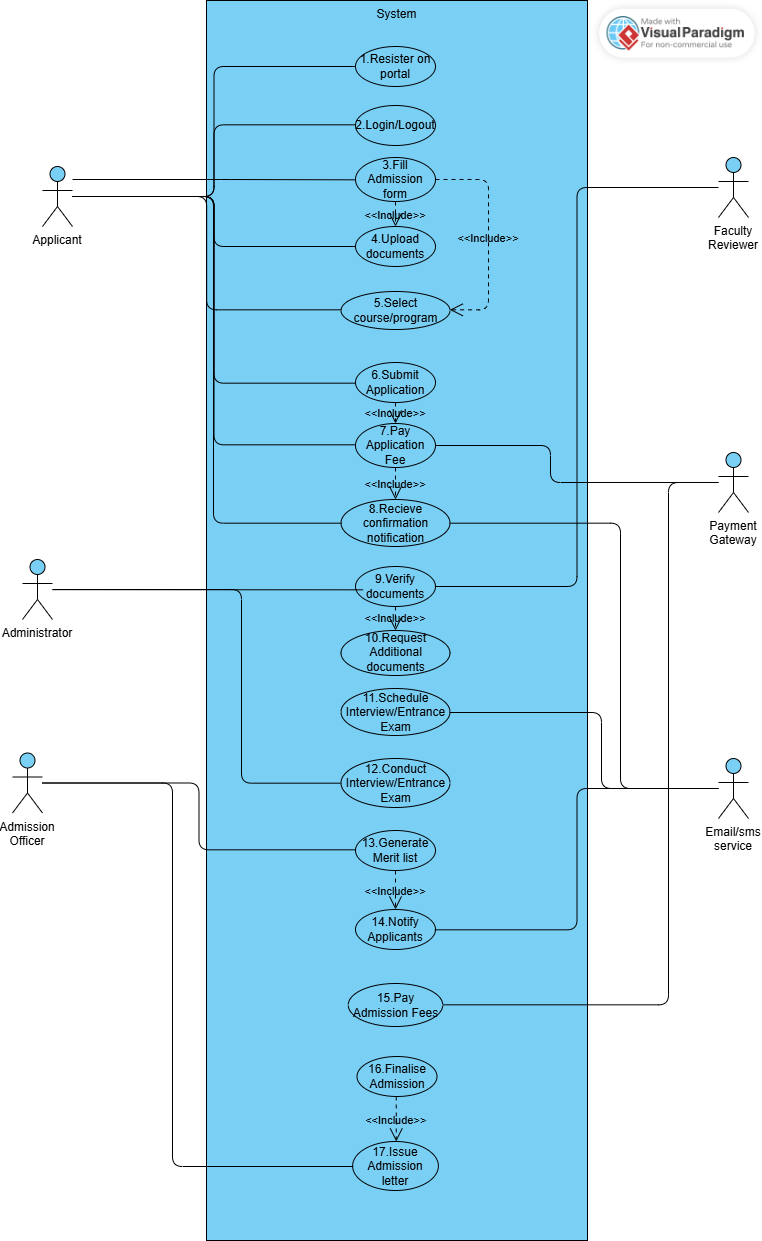 System
Made with
VisualParadigm
For non-commercial use
1.Resister on
portal
2.Login/Logout
3.Fill
Admission
form
<<Include>>
4.Upload
documents
<<Include>>
5.Select
course/program
Applicant
Faculty
Reviewer
6.Submit
Application
<<Include>>
7.Pay
Application
Fee
<<Include>>
8.Recieve
confirmation
notification
Payment
Gateway
9.Verify
documents
<<Include>>
10.Request
Additional
documents
Administrator
11.Schedule
Interview/Entrance
Exam
12.Conduct
Interview/Entrance
Exam
Admission
Officer
Email/sms
service
13.Generate
Merit list
<<Include>>
14.Notify
Applicants
15.Pay
Admission Fees
16.Finalise
Admission
<<Include>>
17.Issue
Admission
letter